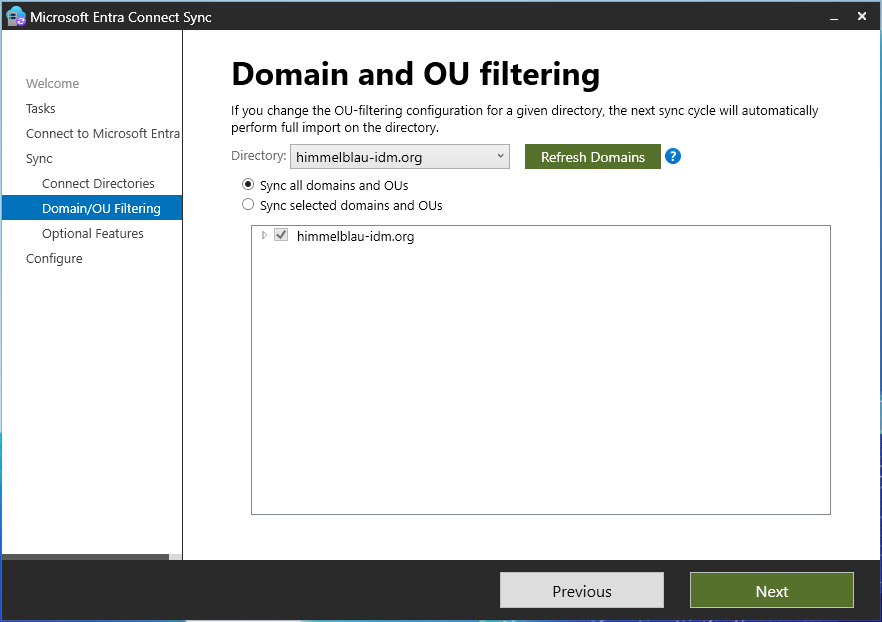 Microsoft Entra Connect Sync
Welcome
Tasks
Connect to Microsoft Entra
Sync
Connect Directories
Domain/OU Filtering
Optional Features
Configure
Domain and OU filtering
If you change the OU-filtering configuration for a given directory, the next sync cycle will automatically
perform full import on the directory.
Directory: himmelblau-idm.org Refresh Domains ?
Sync all domains and OUs
Sync selected domains and OUs
himmelblau-idm.org
Previous Next